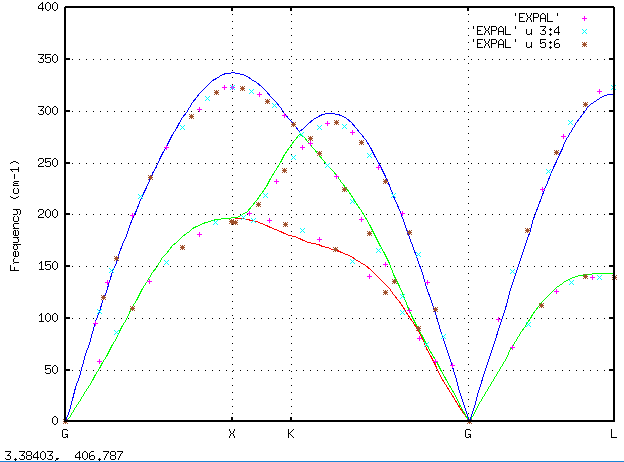 400
350
300
250
200
150
100
50
0
Frequency (cm-1)
'EXPAL'
'EXPAL' u 3:4
'EXPAL' u 5:6
G X K G L
3.38403, 406.787